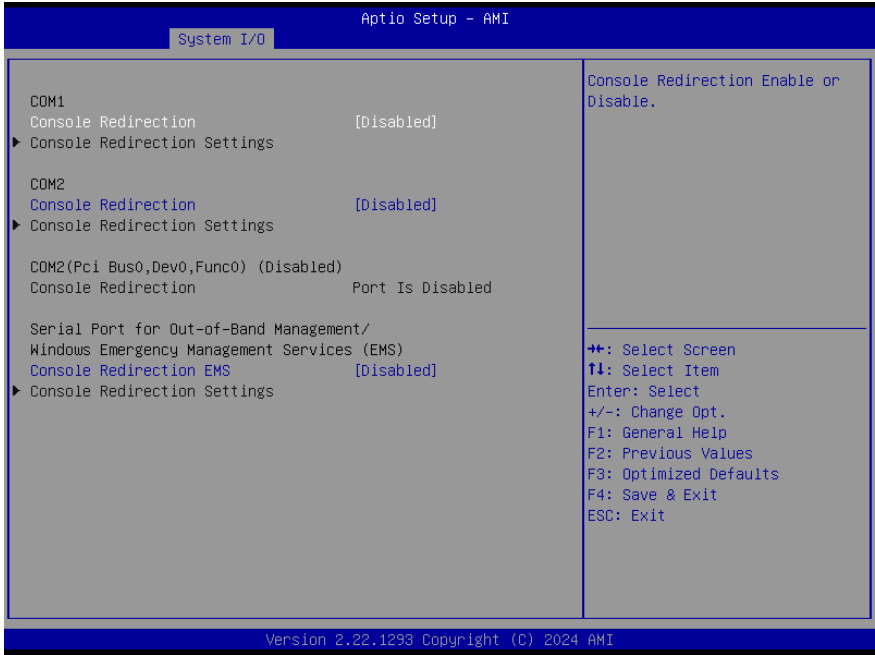 Aptio Setup – AMI
System I/O
Console Redirection Enable or
Disable.
COM1
Console Redirection [Disabled]
▶ Console Redirection Settings
COM2
Console Redirection [Disabled]
▶ Console Redirection Settings
COM2(Pci Bus0,Dev0,Func0) (Disabled)
Console Redirection Port Is Disabled
Serial Port for Out-of-Band Management/
Windows Emergency Management Services (EMS)
Console Redirection EMS [Disabled]
▶ Console Redirection Settings
→←: Select Screen
↑↓: Select Item
Enter: Select
+/-: Change Opt.
F1: General Help
F2: Previous Values
F3: Optimized Defaults
F4: Save & Exit
ESC: Exit
Version 2.22.1293 Copyright (C) 2024 AMI